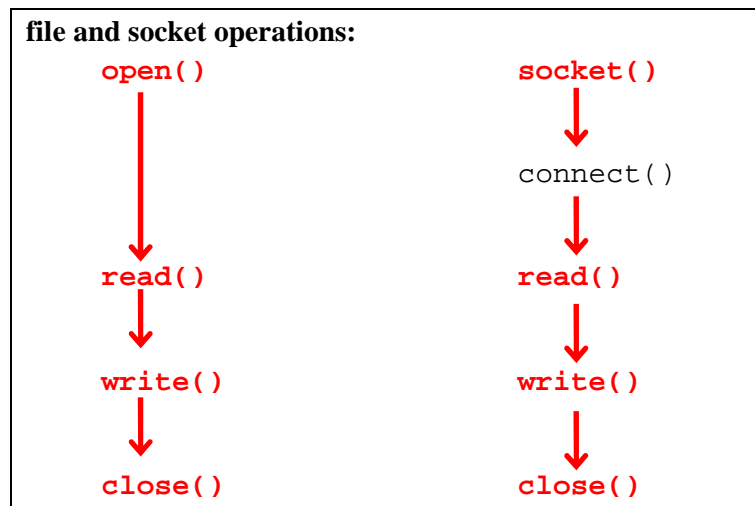 file and socket operations:
open() socket()
connect()
read() read()
write() write()
close() close()